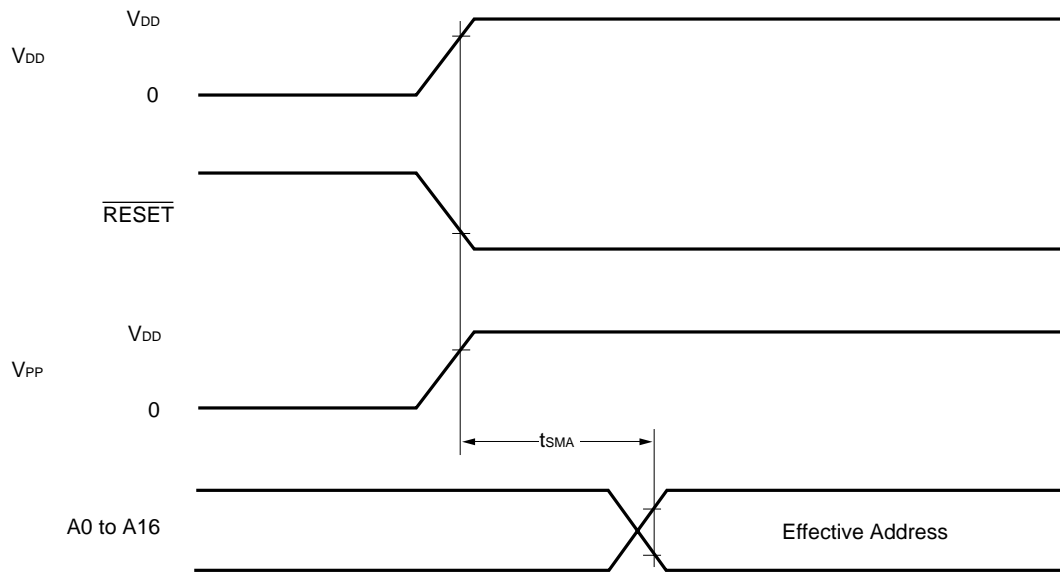 VDD
VDD
0
RESET
VDD
VPP
0
tSMA
A0 to A16
Effective Address